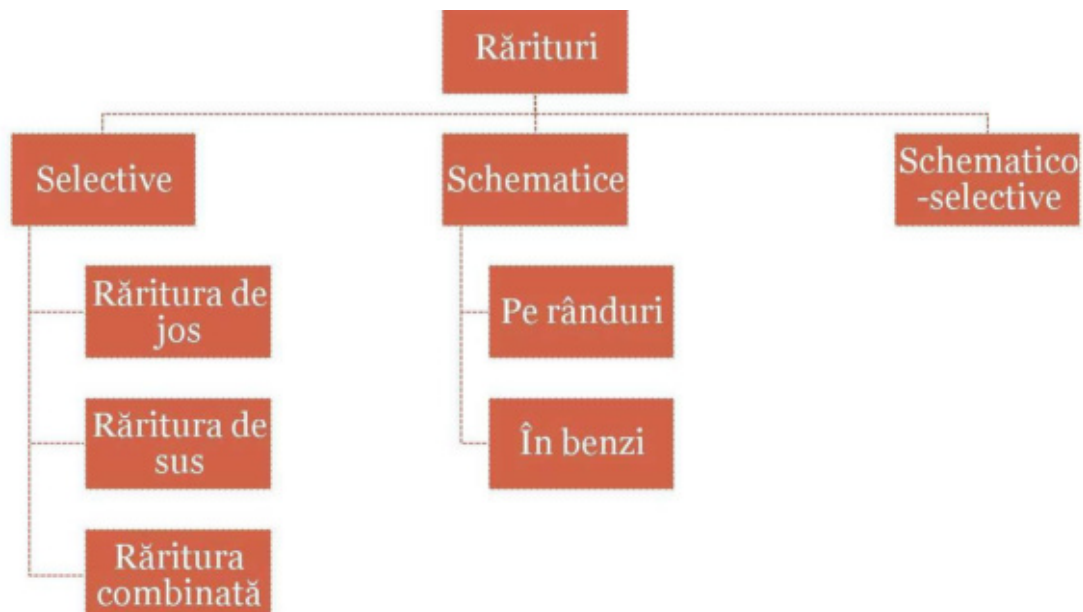 Rărituri
Selective
Schematice
Schematico
-selective
Răritura de
jos
Pe rânduri
Răritura de
sus
În benzi
Răritura
combinată